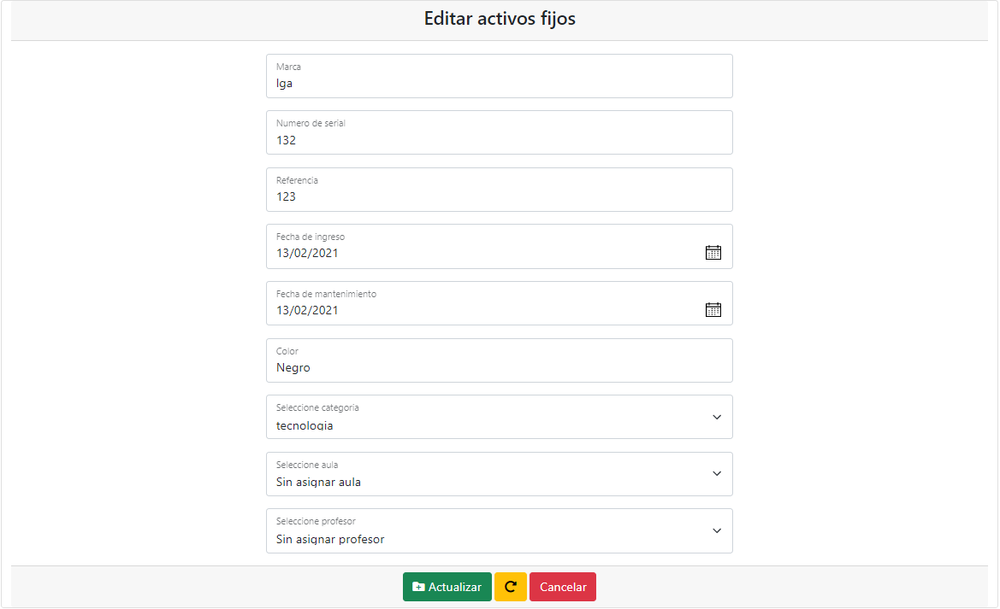 Editar activos fijos
Marca
lga
Numero de serial
132
Referencia
123
Fecha de ingreso
13/02/2021
Fecha de mantenimiento
13/02/2021
Color
Negro
Seleccione categoria
tecnologia
Seleccione aula
Sin asignar aula
Seleccione profesor
Sin asignar profesor
Actualizar
Cancelar